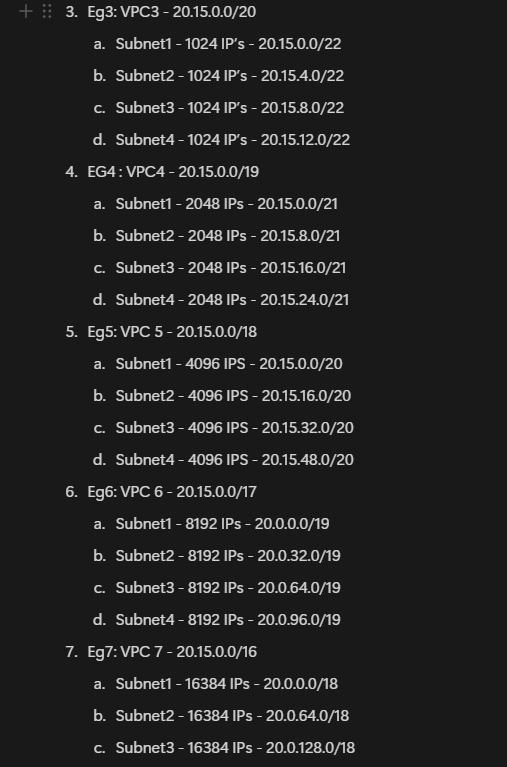 3. Eg3: VPC3 - 20.15.0.0/20
a. Subnet1 - 1024 IP's - 20.15.0.0/22
b. Subnet2 - 1024 IP's - 20.15.4.0/22
c. Subnet3 - 1024 IP's - 20.15.8.0/22
d. Subnet4 - 1024 IP's - 20.15.12.0/22
4. EG4 : VPC4 - 20.15.0.0/19
a. Subnet1 - 2048 IPs - 20.15.0.0/21
b. Subnet2 - 2048 IPs - 20.15.8.0/21
c. Subnet3 - 2048 IPs - 20.15.16.0/21
d. Subnet4 - 2048 IPs - 20.15.24.0/21
5. Eg5: VPC 5 - 20.15.0.0/18
a. Subnet1 - 4096 IPS - 20.15.0.0/20
b. Subnet2 - 4096 IPS - 20.15.16.0/20
c. Subnet3 - 4096 IPS - 20.15.32.0/20
d. Subnet4 - 4096 IPS - 20.15.48.0/20
6. Eg6: VPC 6 - 20.15.0.0/17
a. Subnet1 - 8192 IPs - 20.0.0.0/19
b. Subnet2 - 8192 IPs - 20.0.32.0/19
c. Subnet3 - 8192 IPs - 20.0.64.0/19
d. Subnet4 - 8192 IPs - 20.0.96.0/19
7. Eg7: VPC 7 - 20.15.0.0/16
a. Subnet1 - 16384 IPs - 20.0.0.0/18
b. Subnet2 - 16384 IPs - 20.0.64.0/18
c. Subnet3 - 16384 IPs - 20.0.128.0/18